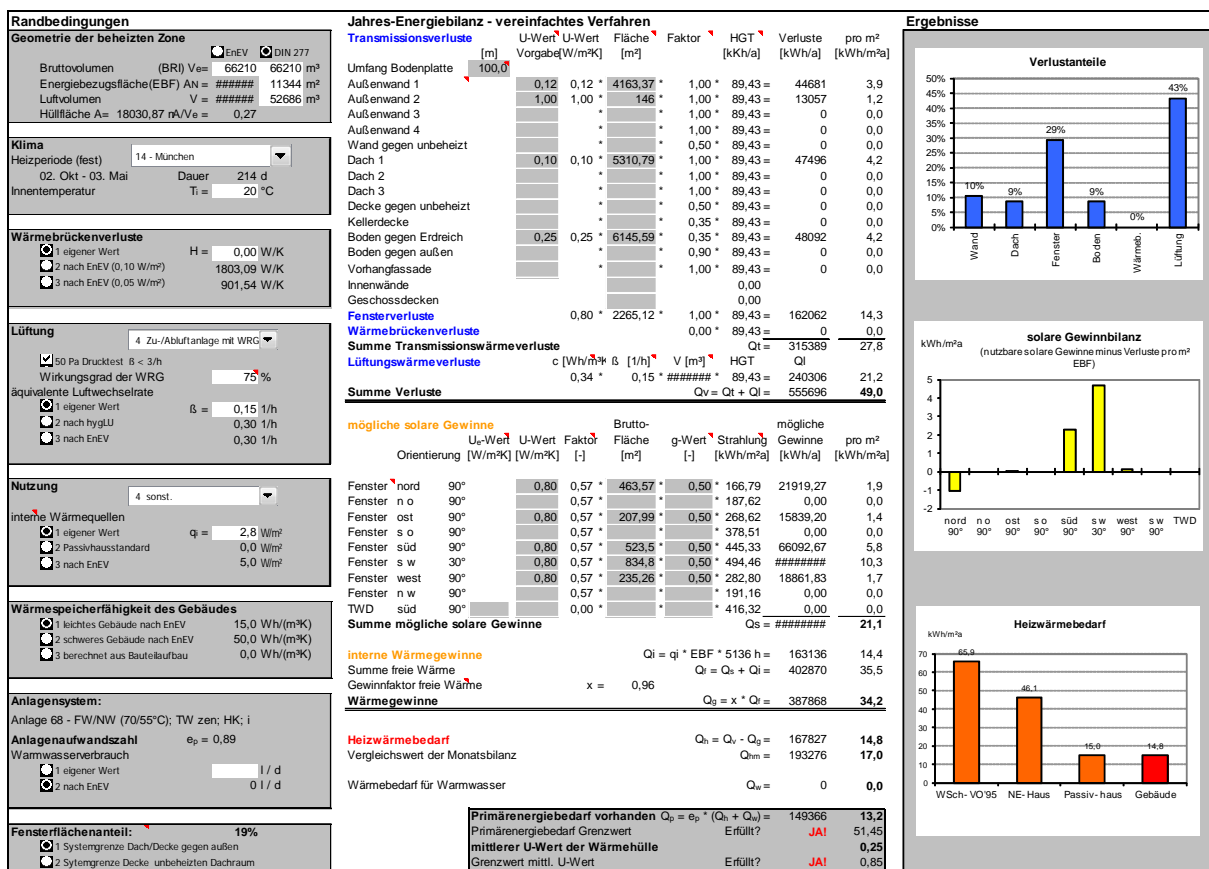 Randbedingungen
Geometrie der beheizten Zone
EnEV DIN 277
Bruttovolumen (BRI) Ve= 66210 66210 m³
Energiebezugsfläche(EBF) AN = ###### 11344 m²
Luftvolumen V = ###### 52686 m³
Hüllfläche A= 18030,87 m A/Ve = 0,27
Klima
Heizperiode (fest) 14 - München
02. Okt - 03. Mai Dauer 214 d
Innentemperatur Ti = 20 °C
Wärmebrückenverluste
1 eigener Wert H = 0,00 W/K
2 nach EnEV (0,10 W/m²) 1803,09 W/K
3 nach EnEV (0,05 W/m²) 901,54 W/K
Lüftung
4 Zu-/Abluftanlage mit WRG
50 Pa Drucktest ß < 3/h
Wirkungsgrad der WRG 75 %
äquivalente Luftwechselrate
1 eigener Wert ß = 0,15 1/h
2 nach hygLU 0,30 1/h
3 nach EnEV 0,30 1/h
Nutzung
4 sonst.
interne Wärmequellen
1 eigener Wert qi = 2,8 W/m²
2 Passivhausstandard 0,0 W/m²
3 nach EnEV 5,0 W/m²
Wärmespeicherfähigkeit des Gebäudes
1 leichtes Gebäude nach EnEV 15,0 Wh/(m³K)
2 schweres Gebäude nach EnEV 50,0 Wh/(m³K)
3 berechnet aus Bauteilaufbau 0,0 Wh/(m³K)
Anlagensystem:
Anlage 68 - FW/NW (70/55°C); TW zen; HK; i
Anlagenaufwandszahl ep = 0,89
Warmwasserverbrauch
1 eigener Wert l / d
2 nach EnEV 0 l / d
Fensterflächenanteil: 19%
1 Systemgrenze Dach/Decke gegen außen
2 Sytemgrenze Decke unbeheizten Dachraum
Jahres-Energiebilanz - vereinfachtes Verfahren
Transmissionsverluste U-Wert U-Wert Fläche Faktor HGT Verluste pro m²
[m] Vorgabe [W/m²K] [m²] [kKh/a] [kWh/a] [kWh/m²a]
Umfang Bodenplatte 100,0
Außenwand 1 0,12 0,12 * 4163,37 * 1,00 * 89,43 = 44681 3,9
Außenwand 2 1,00 1,00 * 146 * 1,00 * 89,43 = 13057 1,2
Außenwand 3 * * 1,00 * 89,43 = 0 0,0
Außenwand 4 * * 1,00 * 89,43 = 0 0,0
Wand gegen unbeheizt * * 0,50 * 89,43 = 0 0,0
Dach 1 0,10 0,10 * 5310,79 * 1,00 * 89,43 = 47496 4,2
Dach 2 * * 1,00 * 89,43 = 0 0,0
Dach 3 * * 1,00 * 89,43 = 0 0,0
Decke gegen unbeheizt * * 0,50 * 89,43 = 0 0,0
Kellerdecke * * 0,35 * 89,43 = 0 0,0
Boden gegen Erdreich 0,25 0,25 * 6145,59 * 0,35 * 89,43 = 48092 4,2
Boden gegen außen * * 0,90 * 89,43 = 0 0,0
Vorhangfassade * * 1,00 * 89,43 = 0 0,0
Innenwände 0,00
Geschossdecken 0,00
Fensterverluste 0,80 * 2265,12 * 1,00 * 89,43 = 162062 14,3
Wärmebrückenverluste 0,00 * 89,43 = 0 0,0
Summe Transmissionswärmeverluste Qt = 315389 27,8
Lüftungswärmeverluste c [Wh/m³K ß [1/h] V [m³] HGT Ql
0,34 * 0,15 * ####### * 89,43 = 240306 21,2
Summe Verluste Qv = Qt + Ql = 555696 49,0
mögliche solare Gewinne Brutto- mögliche
Ue-Wert U-Wert Faktor Fläche g-Wert Strahlung Gewinne pro m²
Orientierung [W/m²K] [W/m²K] [-] [m²] [-] [kWh/m²a] [kWh/a] [kWh/m²a]
Fenster nord 90° 0,80 0,57 * 463,57 * 0,50 * 166,79 21919,27 1,9
Fenster n o 90° 0,57 * * * 187,62 0,00 0,0
Fenster ost 90° 0,80 0,57 * 207,99 * 0,50 * 268,62 15839,20 1,4
Fenster s o 90° 0,57 * * * 378,51 0,00 0,0
Fenster süd 90° 0,80 0,57 * 523,5 * 0,50 * 445,33 66092,67 5,8
Fenster s w 30° 0,80 0,57 * 834,8 * 0,50 * 494,46 ######## 10,3
Fenster west 90° 0,80 0,57 * 235,26 * 0,50 * 282,80 18861,83 1,7
Fenster n w 90° 0,57 * * * 191,16 0,00 0,0
TWD süd 90° 0,00 * * * 416,32 0,00 0,0
Summe mögliche solare Gewinne Qs = ######## 21,1
interne Wärmegewinne Qi = qi * EBF * 5136 h = 163136 14,4
Summe freie Wärme Qf = Qs + Qi = 402870 35,5
Gewinnfaktor freie Wärme x = 0,96
Wärmegewinne Qg = x * Qf = 387868 34,2
Heizwärmebedarf Qh = Qv - Qg = 167827 14,8
Vergleichswert der Monatsbilanz Qhm = 193276 17,0
Wärmebedarf für Warmwasser Qw = 0 0,0
Primärenergiebedarf vorhanden Qp = ep * (Qh + Qw) = 149366 13,2
Primärenergiebedarf Grenzwert Erfüllt? JA! 51,45
mittlerer U-Wert der Wärmehülle 0,25
Grenzwert mittl. U-Wert Erfüllt? JA! 0,85
Ergebnisse
Verlustanteile
50%
45%
40%
35%
30%
25%
20%
15%
10%
5%
0%
10% 9% 29% 9% 0% 43%
Wand Dach Fenster Boden Wärmeb. Lüftung
solare Gewinnbilanz
kWh/m²a
(nutzbare solare Gewinne minus Verluste pro m² EBF)
5
4
3
2
1
0
-1
-2
nord n o ost s o süd s w west s w TWD
90° 90° 90° 90° 90° 30° 90° 90°
Heizwärmebedarf
kWh/m²a
70
60
50
40
30
20
10
0
65,9 46,1 15,0 14,8
WSch- VO'95 NE- Haus Passiv- haus Gebäude